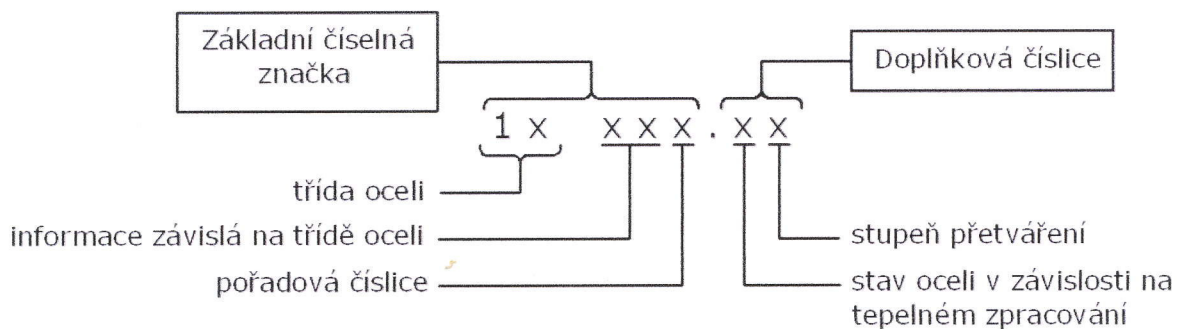 Základní číselná
značka
Doplňková číslice
1 x x x x . x x
třída oceli
informace závislá na třídě oceli
pořadová číslice
stupeň přetváření
stav oceli v závislosti na
tepelném zpracování